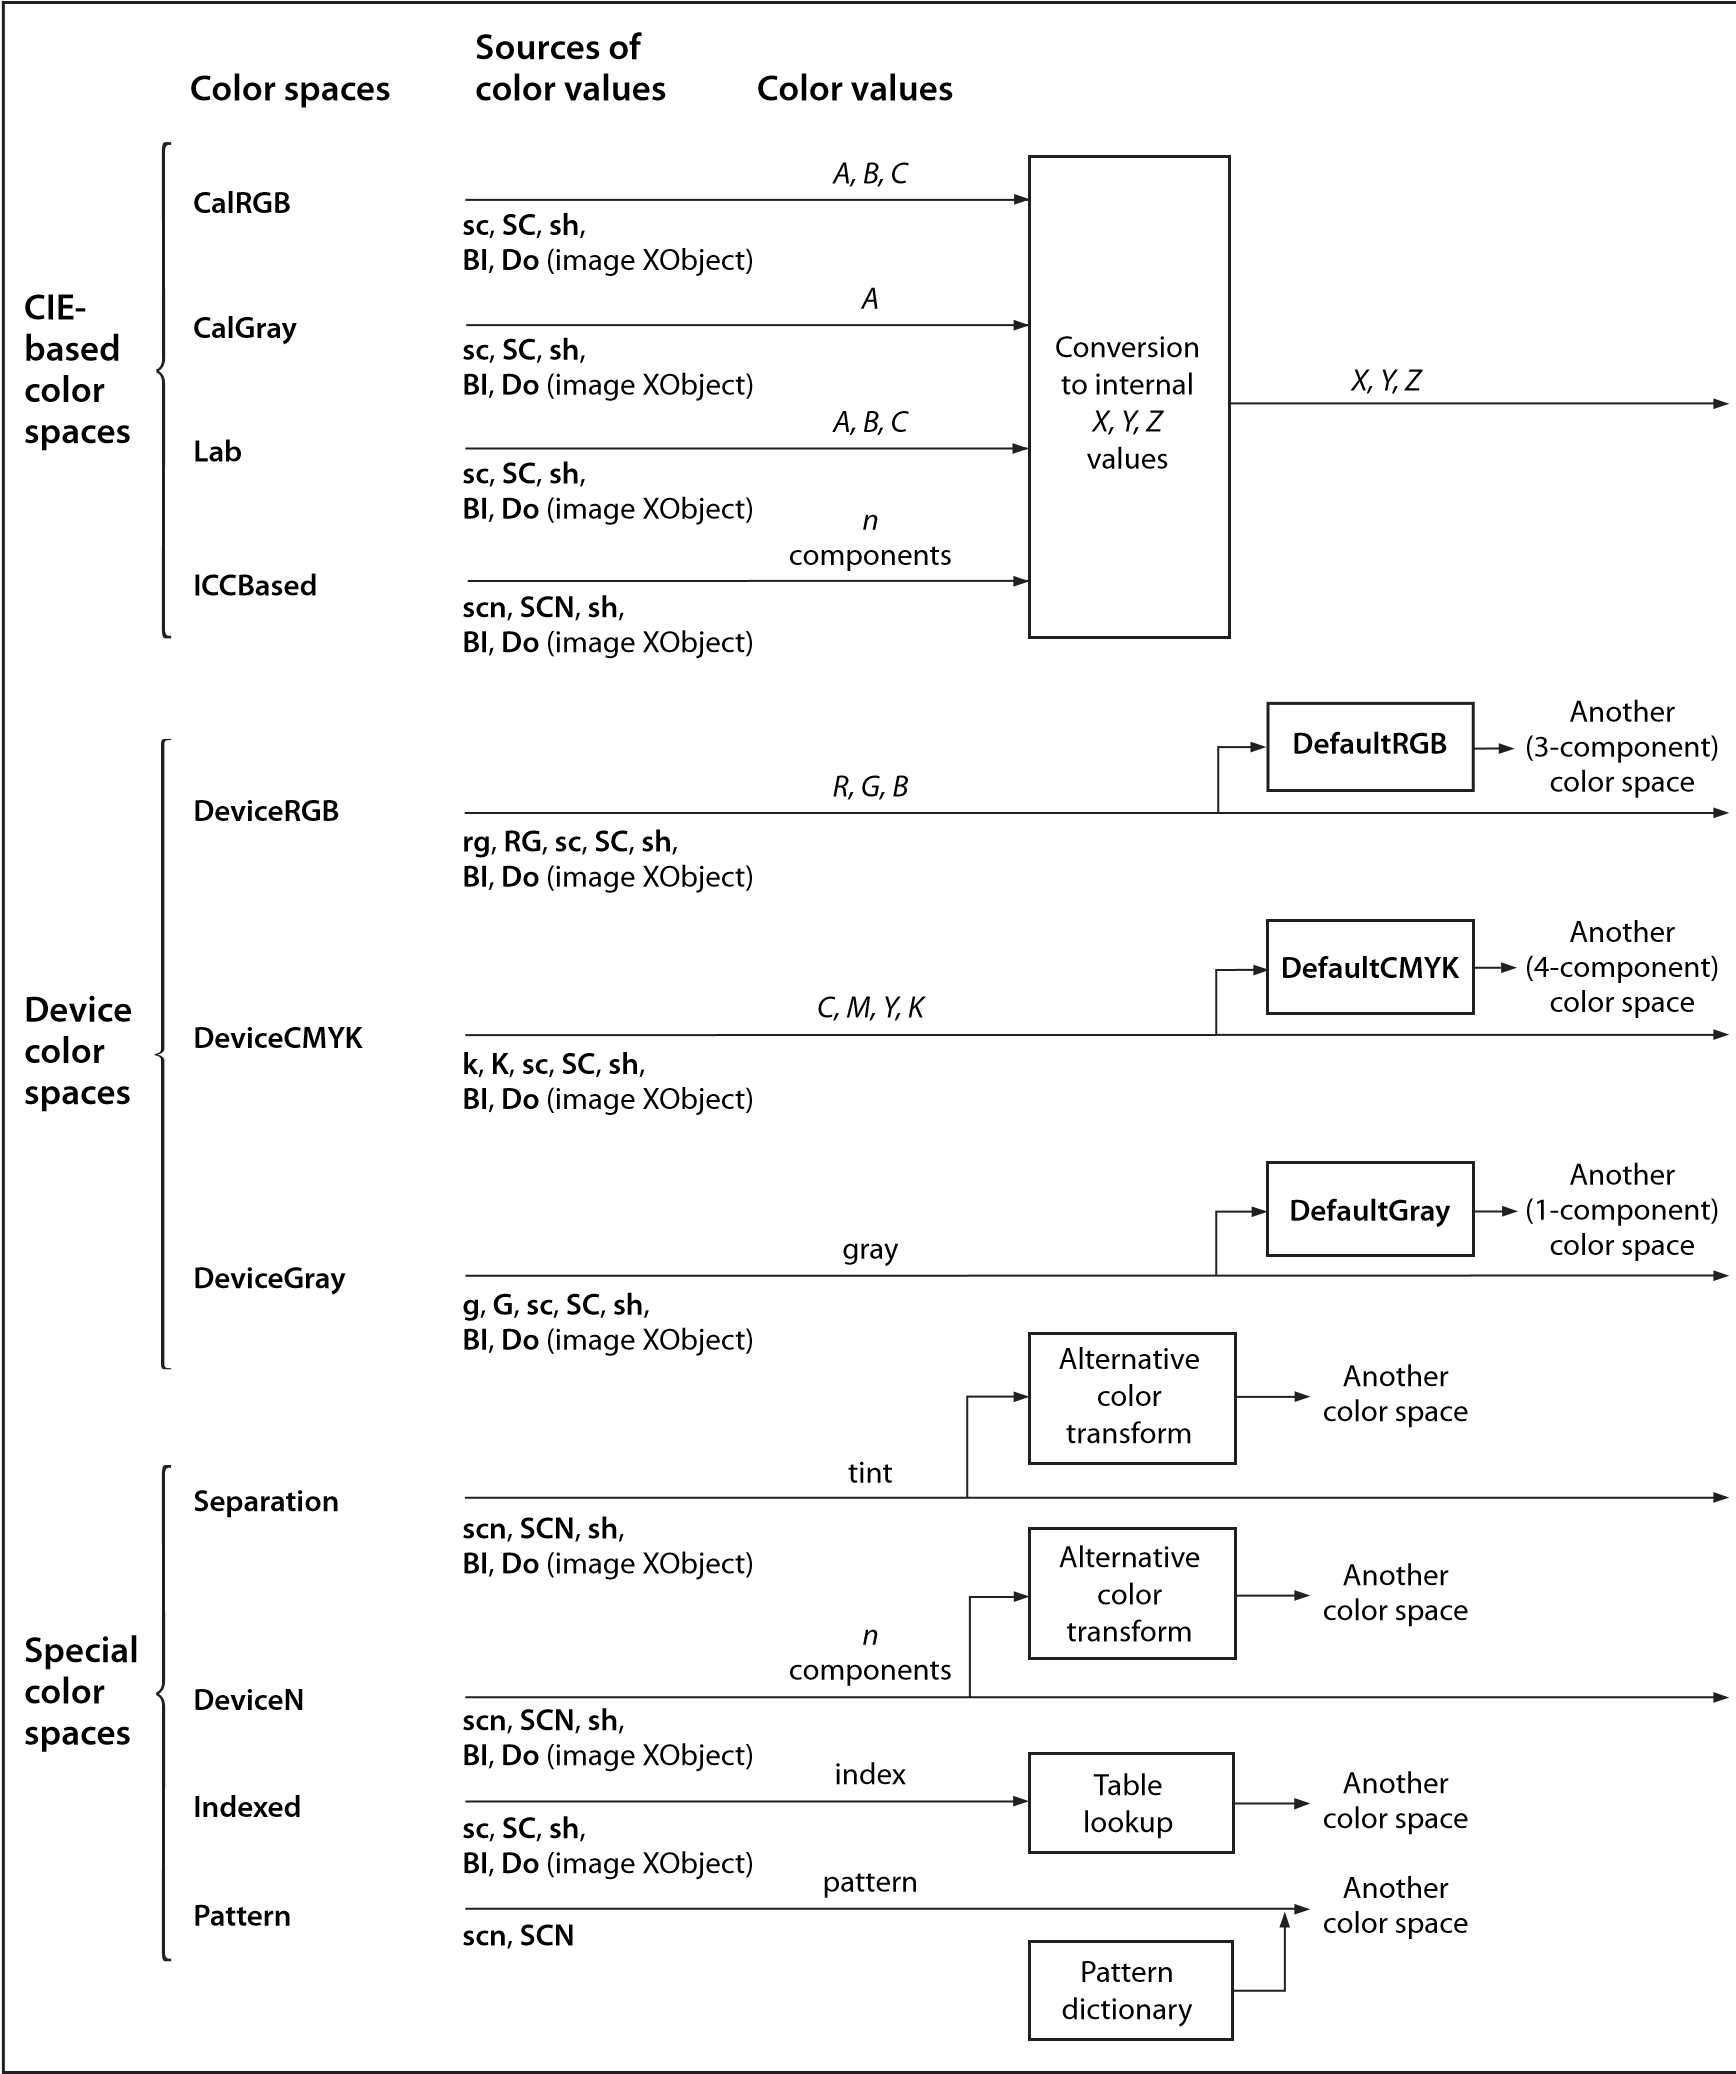 Sources of
Color spaces color values Color values
CIE-
based
color
spaces
CalRGB
A, B, C
sc, SC, sh,
BI, Do (image XObject)
CalGray
A
sc, SC, sh,
BI, Do (image XObject)
Lab
A, B, C
sc, SC, sh,
BI, Do (image XObject)
ICCBased
n
components
scn, SCN, sh,
BI, Do (image XObject)
Conversion
to internal
X, Y, Z
values
X, Y, Z
Device
color
spaces
DeviceRGB
R, G, B
rg, RG, sc, SC, sh,
BI, Do (image XObject)
DefaultRGB
Another
(3-component)
color space
DeviceCMYK
C, M, Y, K
k, K, sc, SC, sh,
BI, Do (image XObject)
DefaultCMYK
Another
(4-component)
color space
DeviceGray
gray
g, G, sc, SC, sh,
BI, Do (image XObject)
DefaultGray
Another
(1-component)
color space
Special
color
spaces
Separation
tint
scn, SCN, sh,
BI, Do (image XObject)
Alternative
color
transform
Another
color space
DeviceN
n
components
scn, SCN, sh,
BI, Do (image XObject)
Alternative
color
transform
Another
color space
Indexed
index
sc, SC, sh,
BI, Do (image XObject)
Table
lookup
Another
color space
Pattern
pattern
scn, SCN
Another
color space
Pattern
dictionary